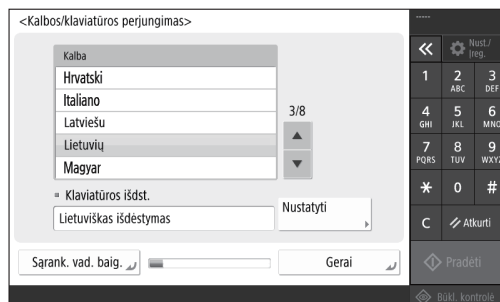 <Kalbos/klaviatūros perjungimas>
Kalba
Hrvatski
Italiano
Latviešu
Lietuvių
Magyar
3/8
▲
▼
Klaviatūros išdst.
Lietuviškas išdėstymas
Nustatyti
Sąrank. vad. baig.
Gerai
-----
Nust./
įreg.
1
2 ABC
3 DEF
4 GHI
5 JKL
6 MNO
7 PQRS
8 TUV
9 WXYZ
* 0 #
C Atkurti
Pradėti
Būkl. kontrolė